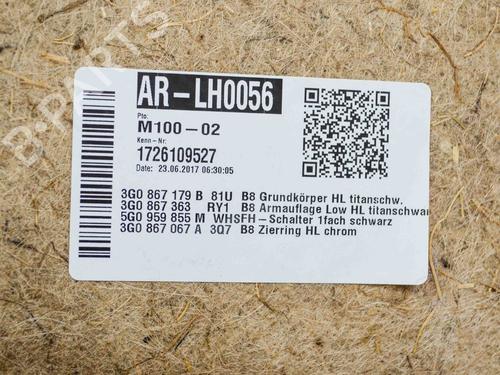 AR-LH0056
Pto:
M100-02
Kenn-Nr:
1726109527
Date: 23.06.2017 06:30:05
3G0 867 179 B 81U B8 Grundkörper HL titanschw.
3G0 867 363 RY1 B8 Armauflage Low HL titanschwar
5G0 959 855 M WHSFH-Schalter 1fach schwarz
3G0 867 067 A 3Q7 B8 Zierring HL chrom
B-PARTS